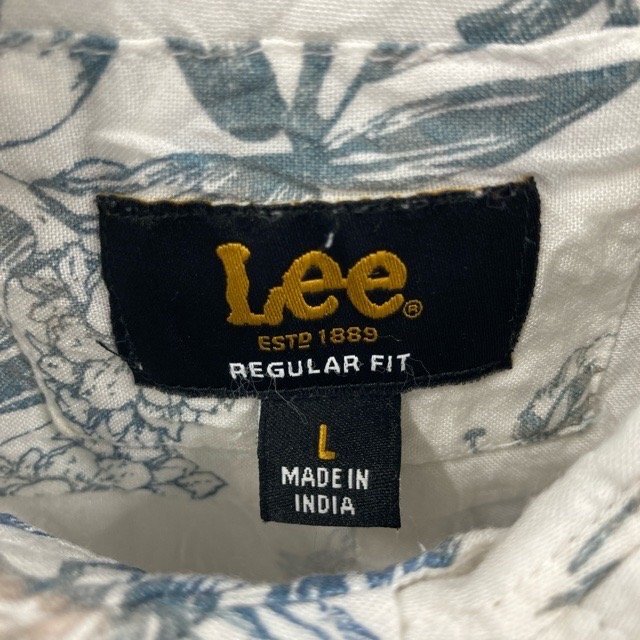 Lee®
ESTD 1889
REGULAR FIT
L
MADE IN
INDIA